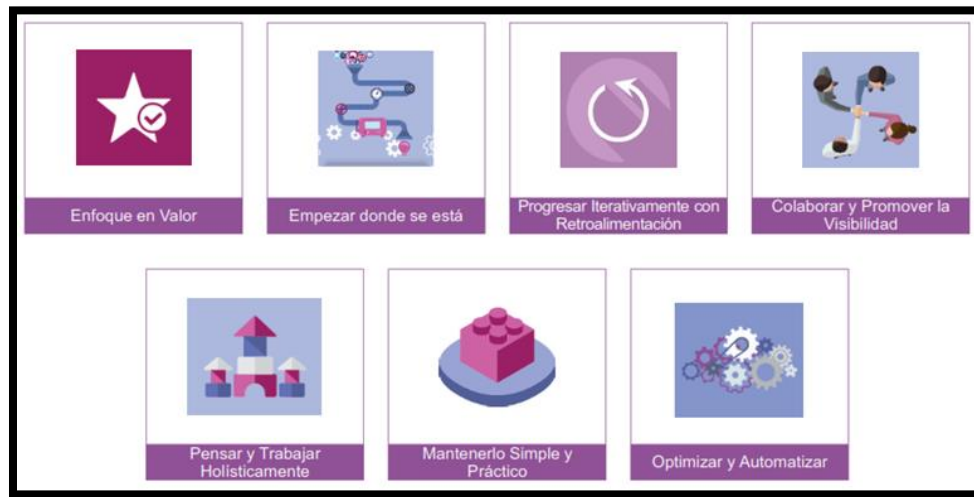 Enfoque en Valor
Empezar donde se está
Progresar Iterativamente con
Retroalimentación
Colaborar y Promover la
Visibilidad
Pensar y Trabajar
Holísticamente
Mantenerlo Simple y
Práctico
Optimizar y Automatizar